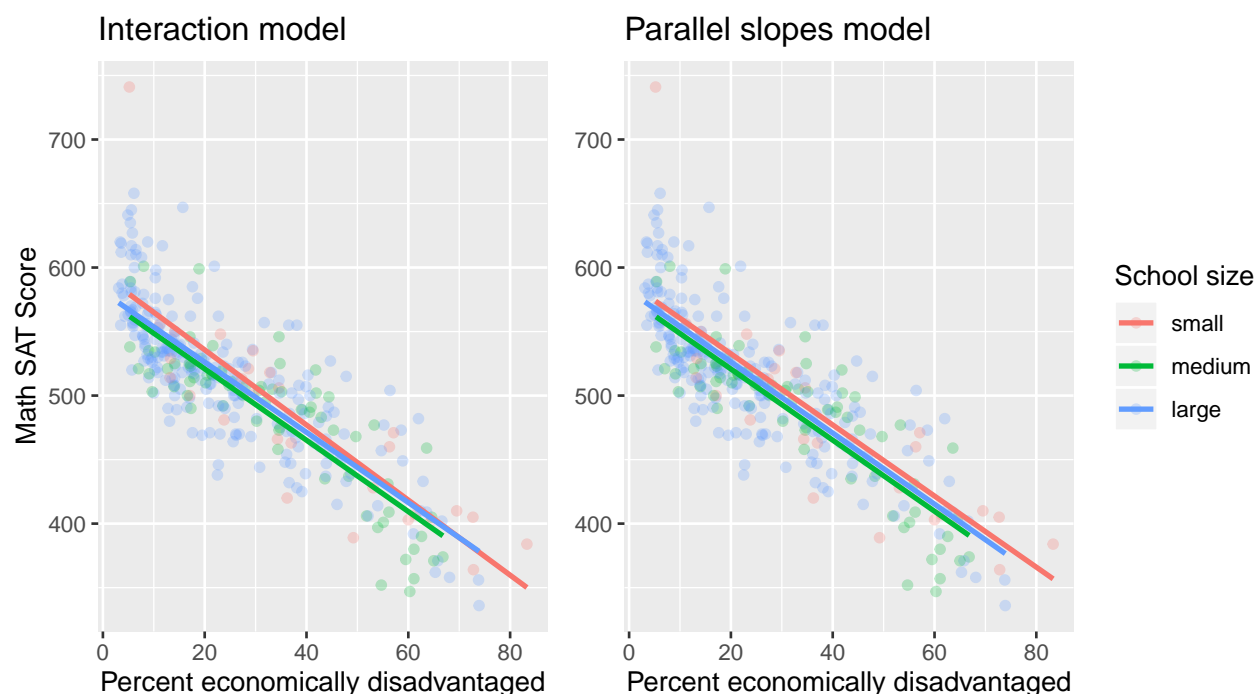 Interaction model
Parallel slopes model
Math SAT Score
700
600
500
400
0 20 40 60 80
Percent economically disadvantaged
700
600
500
400
0 20 40 60 80
Percent economically disadvantaged
School size
small
medium
large